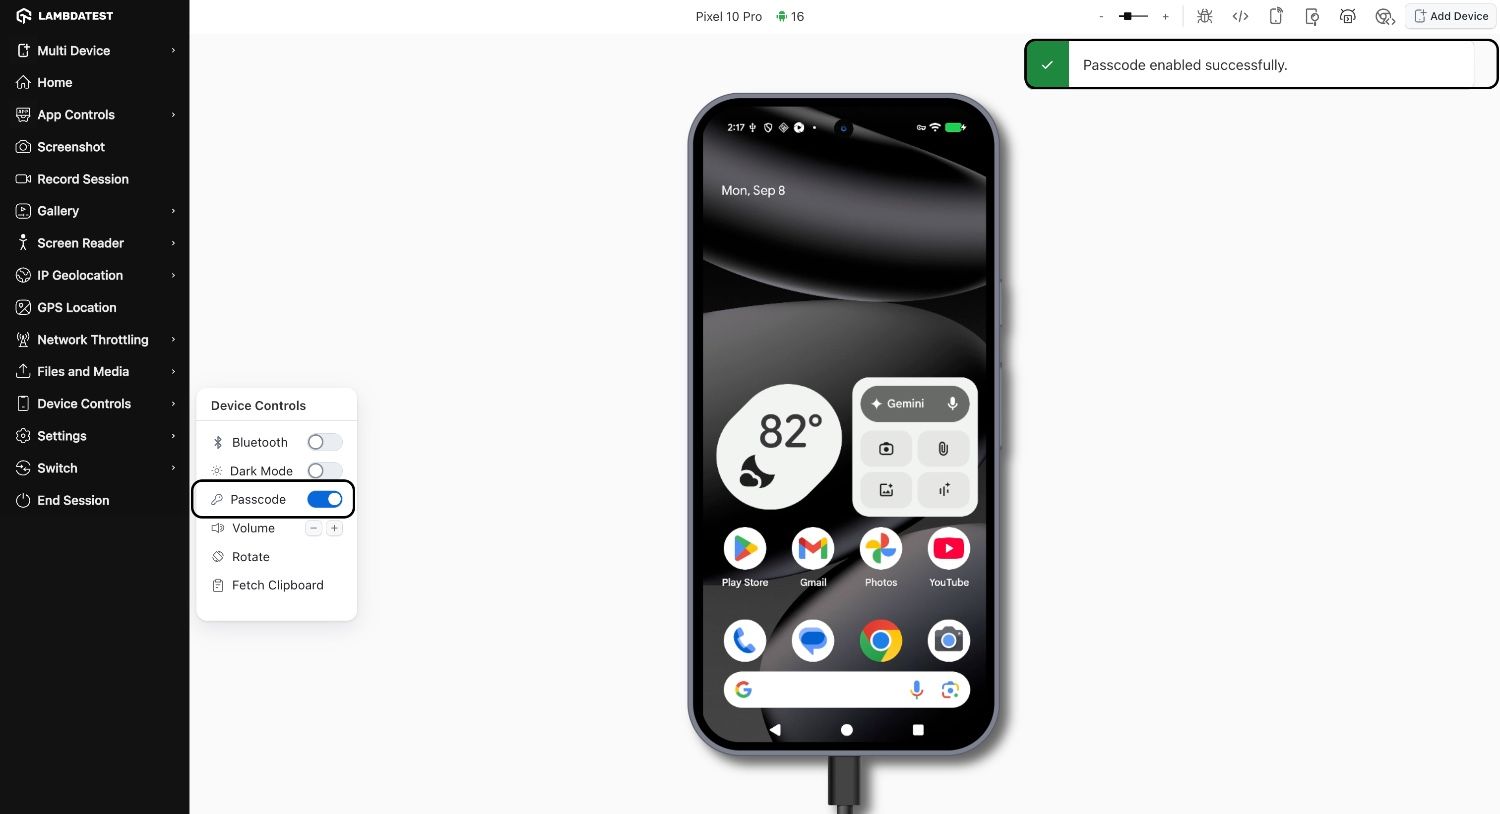 LAMBDATEST
Pixel 10 Pro 16
- +
Add Device
Multi Device
Home
App Controls
Screenshot
Record Session
Gallery
Screen Reader
IP Geolocation
GPS Location
Network Throttling
Files and Media
Device Controls
Settings
Switch
End Session
Passcode enabled successfully.
Device Controls
Bluetooth
Dark Mode
Passcode
Volume − +
Rotate
Fetch Clipboard
2:17
Mon, Sep 8
82°
Gemini
Play Store Gmail Photos YouTube